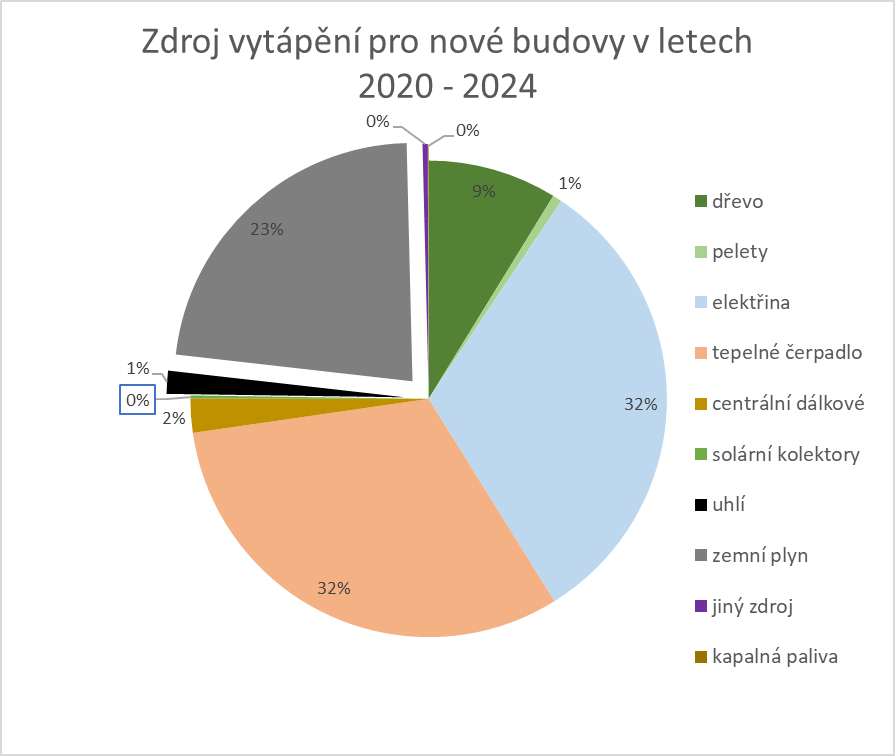 Zdroj vytápění pro nové budovy v letech
2020 - 2024
0%
0%
9%
1%
23%
32%
1%
0%
2%
32%
dřevo
pelety
elektřina
tepelné čerpadlo
centrální dálkové
solární kolektory
uhlí
zemní plyn
jiný zdroj
kapalná paliva